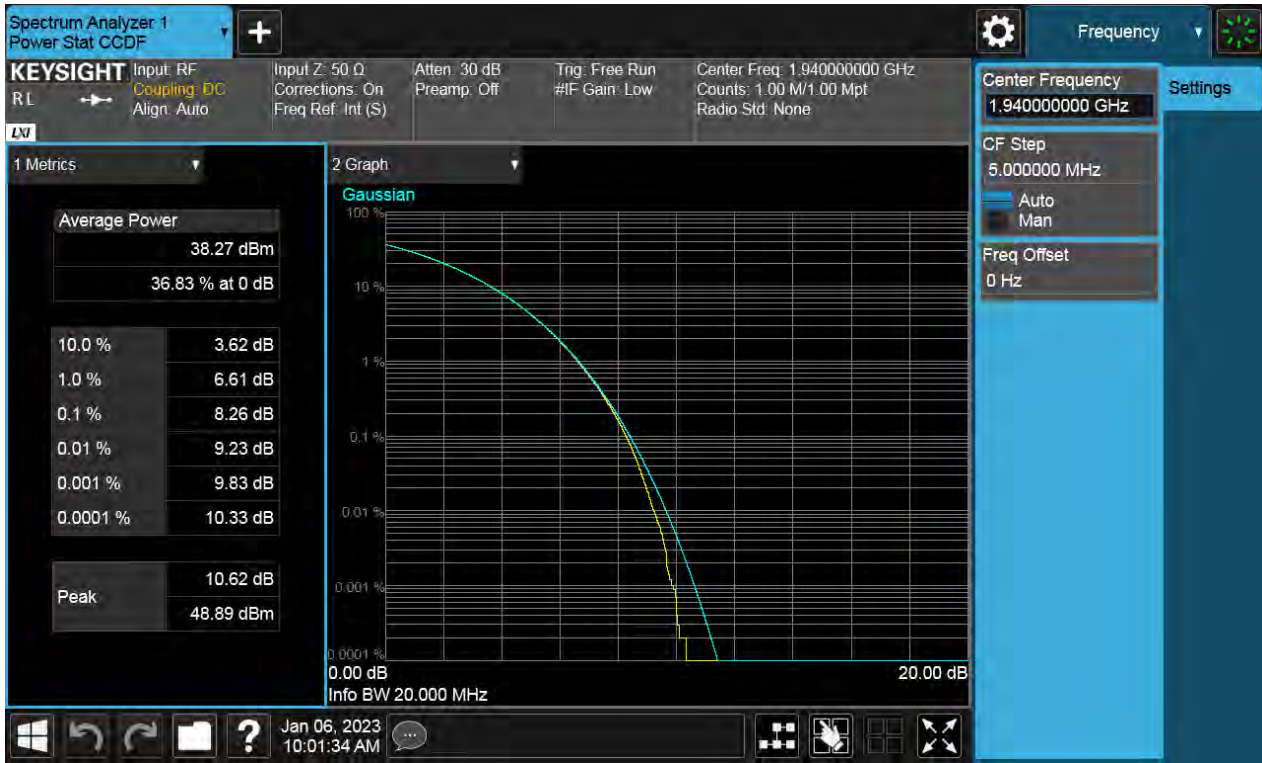 Spectrum Analyzer 1
Power Stat CCDF
Frequency
KEYSIGHT
RL
LXI
Input: RF
Coupling: DC
Align: Auto
Input Z: 50 Ω
Corrections: On
Freq Ref: Int (S)
Atten: 30 dB
Preamp: Off
Trig: Free Run
#IF Gain: Low
Center Freq: 1.940000000 GHz
Counts: 1.00 M/1.00 Mpt
Radio Std: None
Center Frequency
1.940000000 GHz
Settings
CF Step
5.000000 MHz
Auto
Man
Freq Offset
0 Hz
1 Metrics
Average Power
38.27 dBm
36.83 % at 0 dB
10.0 % 3.62 dB
1.0 % 6.61 dB
0.1 % 8.26 dB
0.01 % 9.23 dB
0.001 % 9.83 dB
0.0001 % 10.33 dB
Peak
10.62 dB
48.89 dBm
2 Graph
Gaussian
100 %
10 %
1 %
0.1 %
0.01 %
0.001 %
0.0001 %
0.00 dB 20.00 dB
Info BW 20.000 MHz
?
Jan 06, 2023
10:01:34 AM